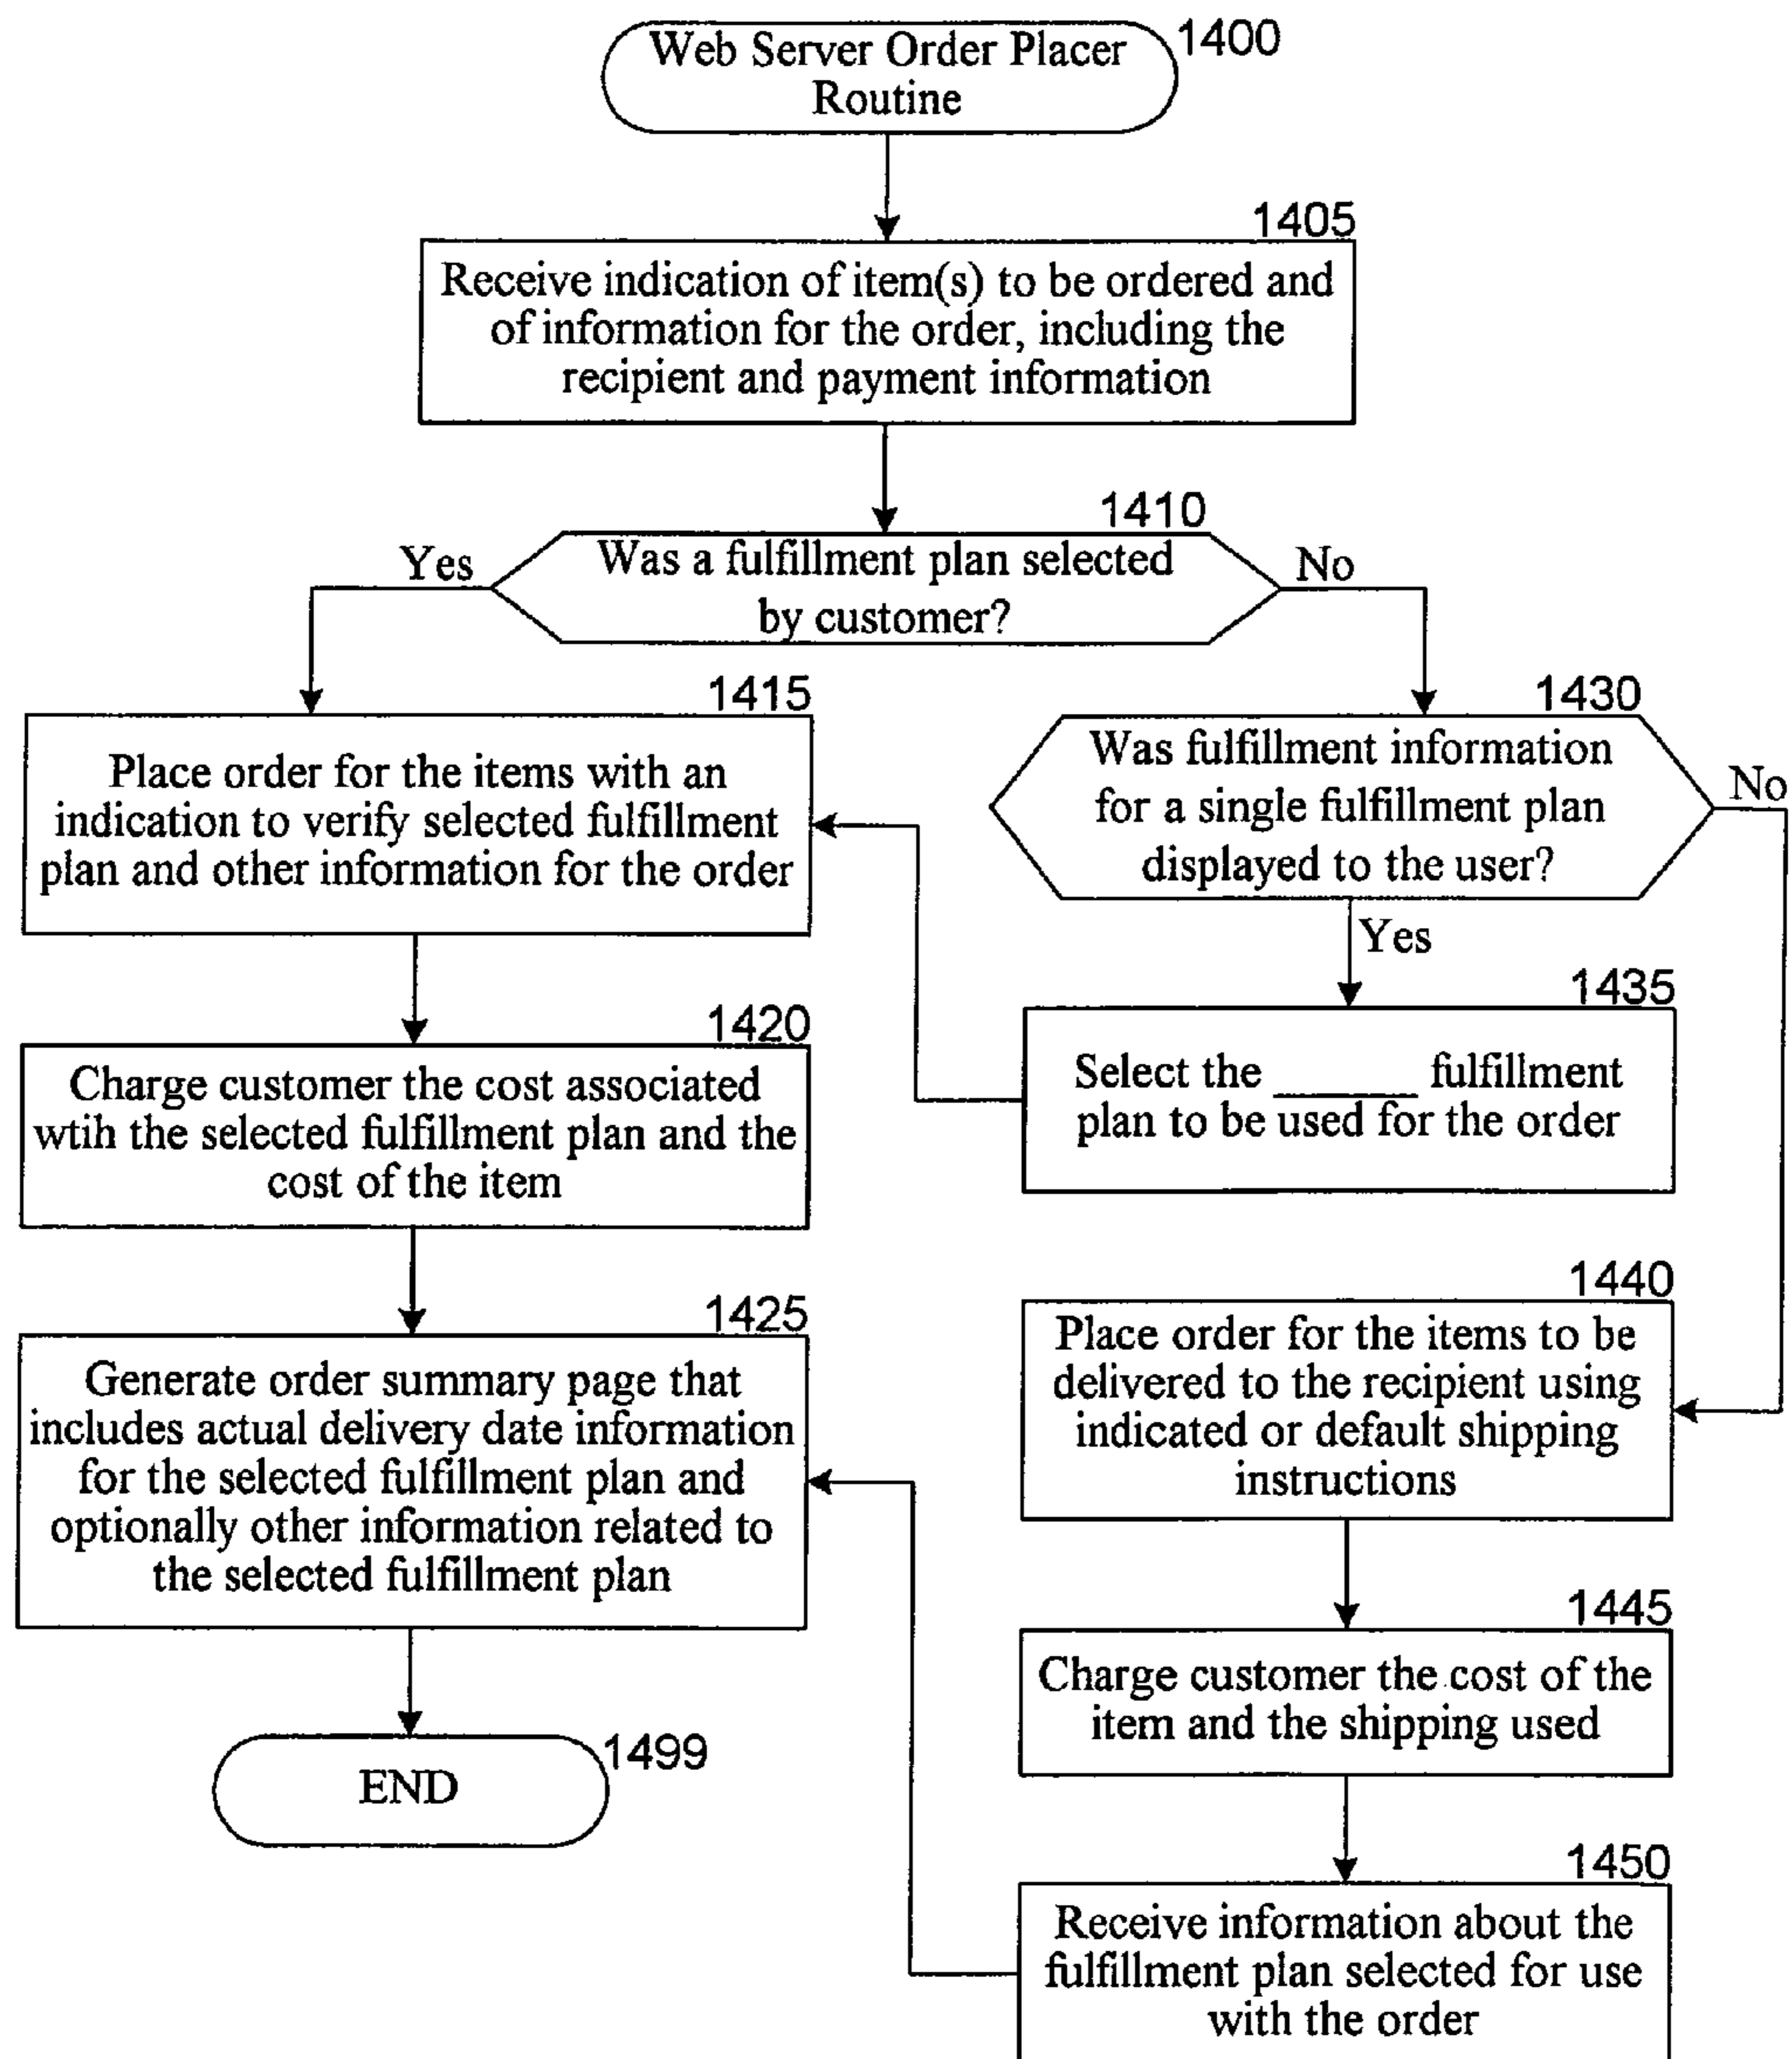 Web Server Order Placer
Routine
1400
1405
Receive indication of item(s) to be ordered and
of information for the order, including the
recipient and payment information
1410
Was a fulfillment plan selected
by customer?
Yes
No
1415
Place order for the items with an
indication to verify selected fulfillment
plan and other information for the order
1430
Was fulfillment information
for a single fulfillment plan
displayed to the user?
No
Yes
1435
Select the ______ fulfillment
plan to be used for the order
1420
Charge customer the cost associated
wtih the selected fulfillment plan and the
cost of the item
1440
Place order for the items to be
delivered to the recipient using
indicated or default shipping
instructions
1425
Generate order summary page that
includes actual delivery date information
for the selected fulfillment plan and
optionally other information related to
the selected fulfillment plan
1445
Charge customer the cost of the
item and the shipping used
1499
END
1450
Receive information about the
fulfillment plan selected for use
with the order